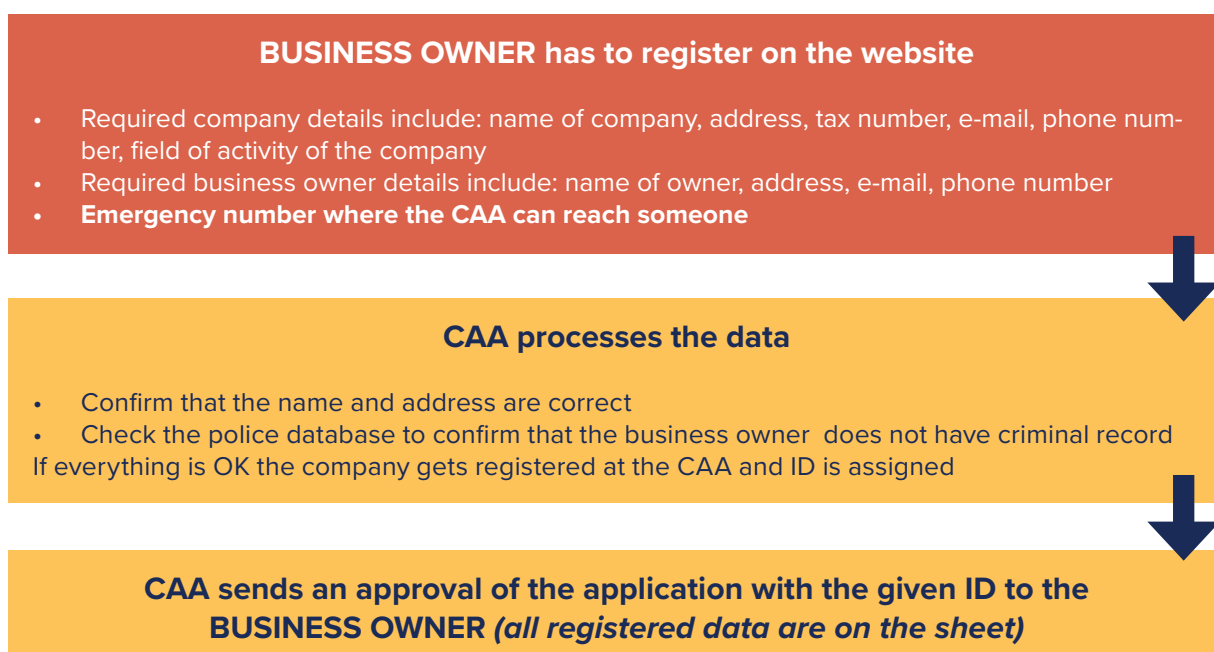 BUSINESS OWNER has to register on the website
• Required company details include: name of company, address, tax number, e-mail, phone num-
ber, field of activity of the company
• Required business owner details include: name of owner, address, e-mail, phone number
• Emergency number where the CAA can reach someone
CAA processes the data
• Confirm that the name and address are correct
• Check the police database to confirm that the business owner does not have criminal record
If everything is OK the company gets registered at the CAA and ID is assigned
CAA sends an approval of the application with the given ID to the
BUSINESS OWNER (all registered data are on the sheet)